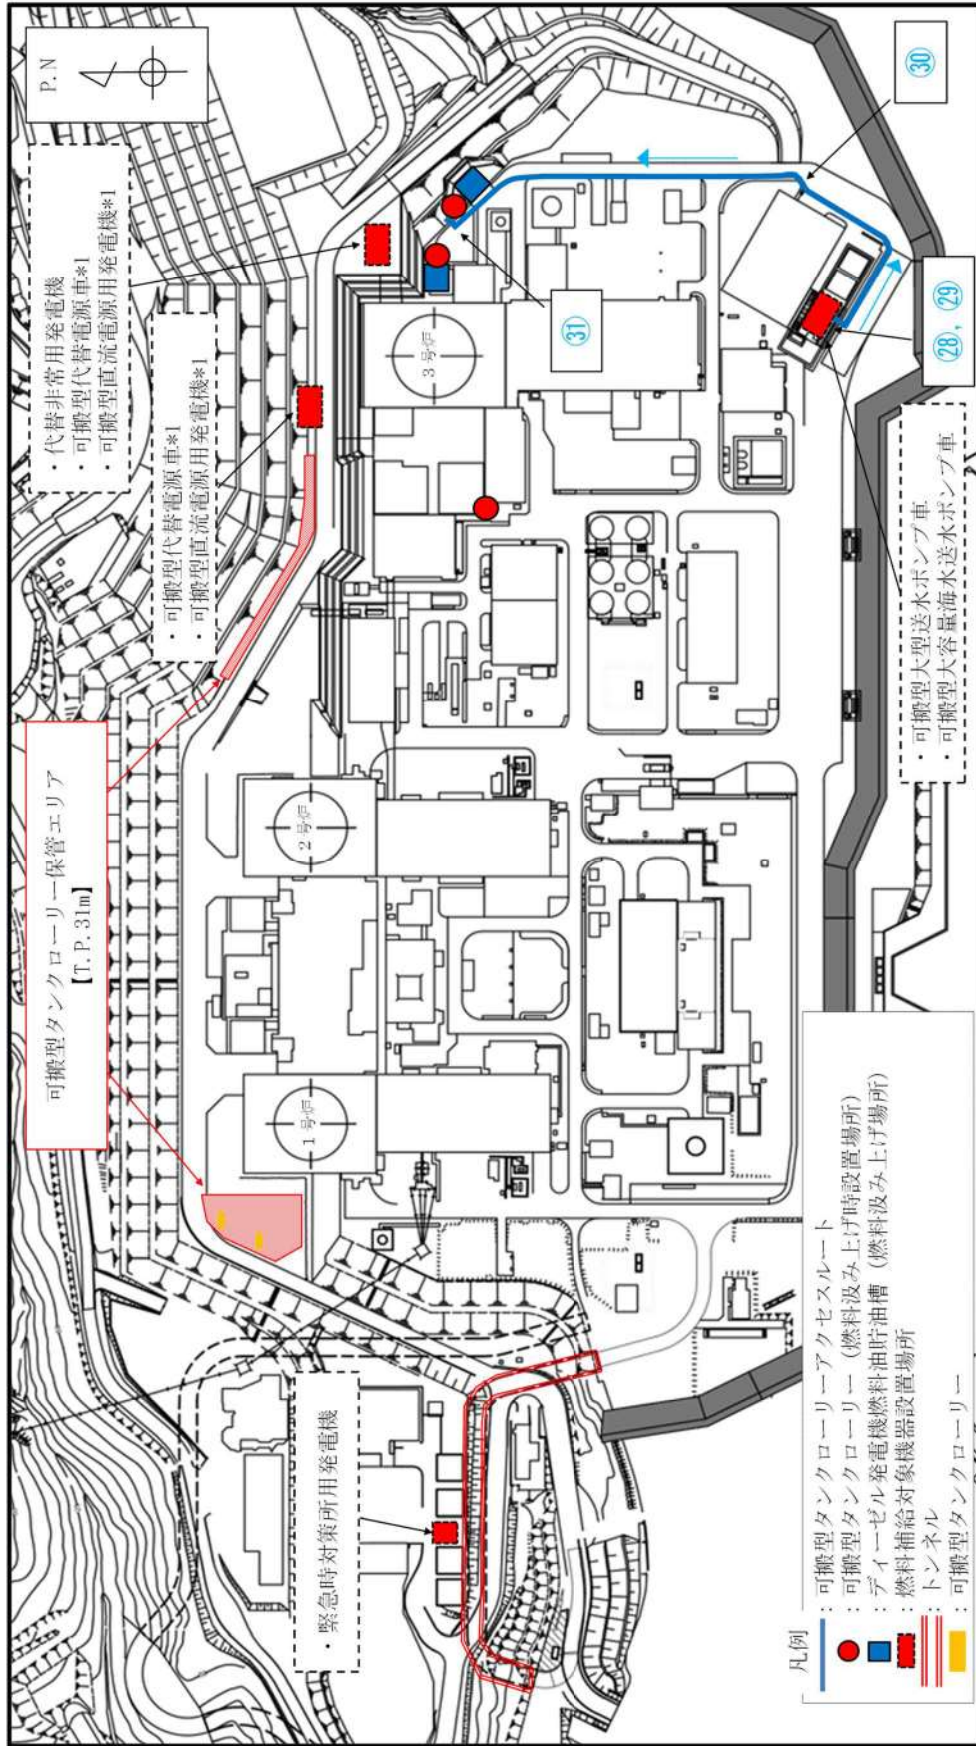 P.N
・代替非常用発電機
・可搬型代替電源車*1
・可搬型直流電源用発電機*1
・可搬型代替電源車*1
・可搬型直流電源用発電機*1
可搬型タンクローリー保管エリア
【T.P.31m】
・緊急時対策所用発電機
1号炉
2号炉
3号炉
㉚
㉛
㉘，㉙
・可搬型大型送水ポンプ車
・可搬型大容量海水送水ポンプ車
凡例
：可搬型タンクローリーアクセスルート
：可搬型タンクローリー（燃料汲み上げ時設置場所）
：ディーゼル発電機燃料油貯油槽（燃料汲み上げ場所）
：燃料補給対象機器設置場所
：トンネル
：可搬型タンクローリー